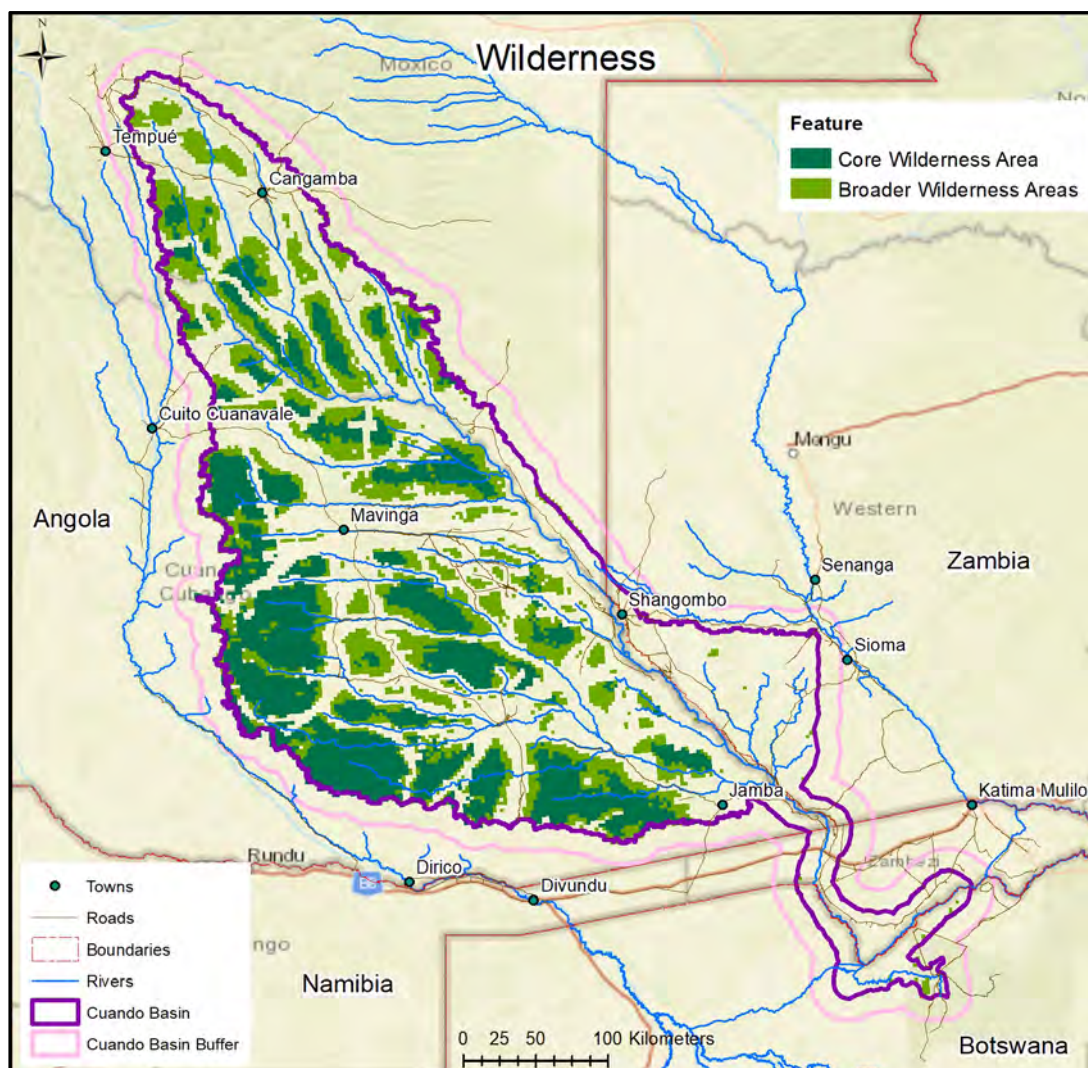 N
Wilderness
Moxico
No
Feature
Core Wilderness Area
Broader Wilderness Areas
Tempué
Cangamba
Cuito Cuanavale
Mongu
Western
Angola
Mavinga
Zambia
Senanga
Cuando
Cubango
Shangombo
Sioma
Jamba
Katima Mulilo
Zambezi
Rundu
Dirico
Divundu
ngo
Namibia
Botswana
Towns
Roads
Boundaries
Rivers
Cuando Basin
Cuando Basin Buffer
0 25 50 100 Kilometers